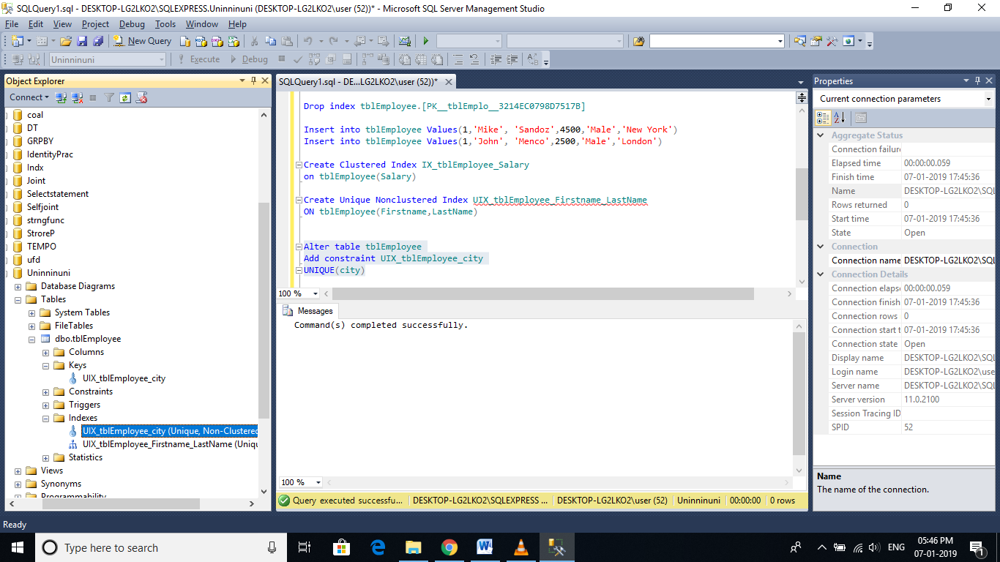 SQLQuery1.sql - DESKTOP-LG2LKO2\SQLEXPRESS.Uninninuni (DESKTOP-LG2LKO2\user (52))* - Microsoft SQL Server Management Studio
File Edit View Project Debug Tools Window Help
New Query
Uninninuni Execute Debug
Object Explorer
Connect
coal
DT
GRPBY
IdentityPrac
Indx
Joint
Selectstatement
Selfjoint
strngfunc
StroreP
TEMPO
ufd
Uninninuni
Database Diagrams
Tables
System Tables
FileTables
dbo.tblEmployee
Columns
Keys
UIX_tblEmployee_city
Constraints
Triggers
Indexes
UIX_tblEmployee_city (Unique, Non-Clustered
UIX_tblEmployee_Firstname_LastName (Uniqu
Statistics
Views
Synonyms
Programmability
SQLQuery1.sql - DE...LG2LKO2\user (52))*
Drop index tblEmployee.[PK__tblEmplo__3214EC0798D7517B]
Insert into tblEmployee Values(1,'Mike', 'Sandoz',4500,'Male','New York')
Insert into tblEmployee Values(1,'John', 'Menco',2500,'Male','London')
Create Clustered Index IX_tblEmployee_Salary
on tblEmployee(Salary)
Create Unique Nonclustered Index UIX_tblEmployee_Firstname_LastName
ON tblEmployee(Firstname,LastName)
Alter table tblEmployee
Add constraint UIX_tblEmployee_city
UNIQUE(city)
100 %
Messages
Command(s) completed successfully.
100 %
Query executed successfu... DESKTOP-LG2LKO2\SQLEXPRESS ... DESKTOP-LG2LKO2\user (52) Uninninuni 00:00:00 0 rows
Properties
Current connection parameters
Aggregate Status
Connection failure
Elapsed time 00:00:00.059
Finish time 07-01-2019 17:45:36
Name DESKTOP-LG2LKO2\SQL
Rows returned 0
Start time 07-01-2019 17:45:36
State Open
Connection
Connection name DESKTOP-LG2LKO2\SQL
Connection Details
Connection elapse 00:00:00.059
Connection finish 07-01-2019 17:45:36
Connection rows 0
Connection start t 07-01-2019 17:45:36
Connection state Open
Display name DESKTOP-LG2LKO2\SQL
Login name DESKTOP-LG2LKO2\use
Server name DESKTOP-LG2LKO2\SQL
Server version 11.0.2100
Session Tracing ID
SPID 52
Name
The name of the connection.
Ready
Type here to search
ENG
05:46 PM
07-01-2019
1